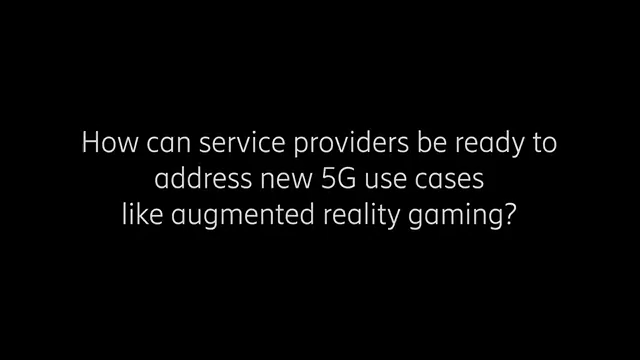 How can service providers be ready to
address new 5G use cases
like augmented reality gaming?